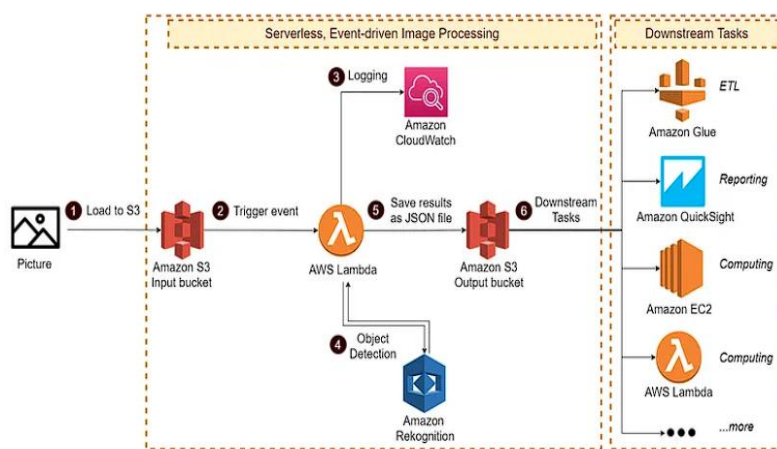 Serverless, Event-driven Image Processing
Downstream Tasks
3 Logging
Amazon
CloudWatch
ETL
Amazon Glue
Reporting
Amazon QuickSight
1 Load to S3
Picture
2 Trigger event
Amazon S3
Input bucket
AWS Lambda
5 Save results
as JSON file
Amazon S3
Output bucket
6 Downstream
Tasks
Computing
Amazon EC2
4 Object
Detection
Amazon
Rekognition
Computing
AWS Lambda
...more